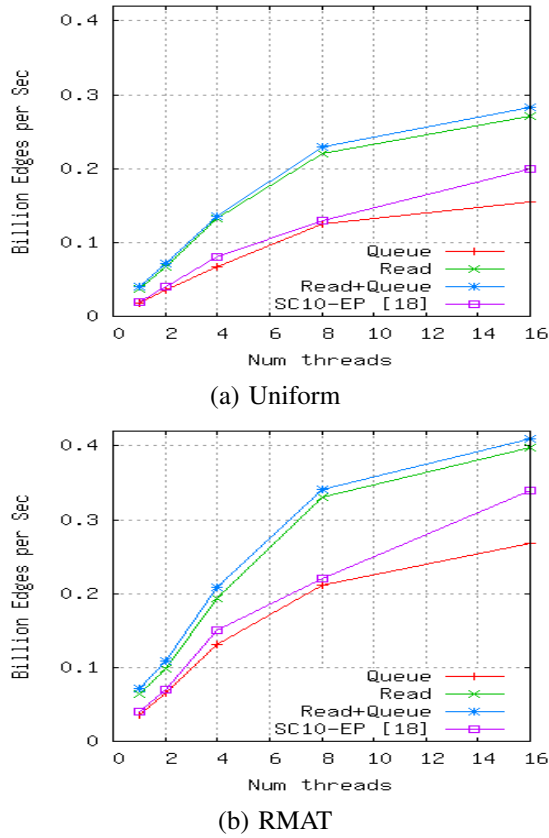 0.4
0.3
0.2
0.1
0
Billion Edges per Sec
Queue
Read
Read+Queue
SC10-EP [18]
0 2 4 6 8 10 12 14 16
Num threads
(a) Uniform
0.4
0.3
0.2
0.1
0
Billion Edges per Sec
Queue
Read
Read+Queue
SC10-EP [18]
0 2 4 6 8 10 12 14 16
Num threads
(b) RMAT